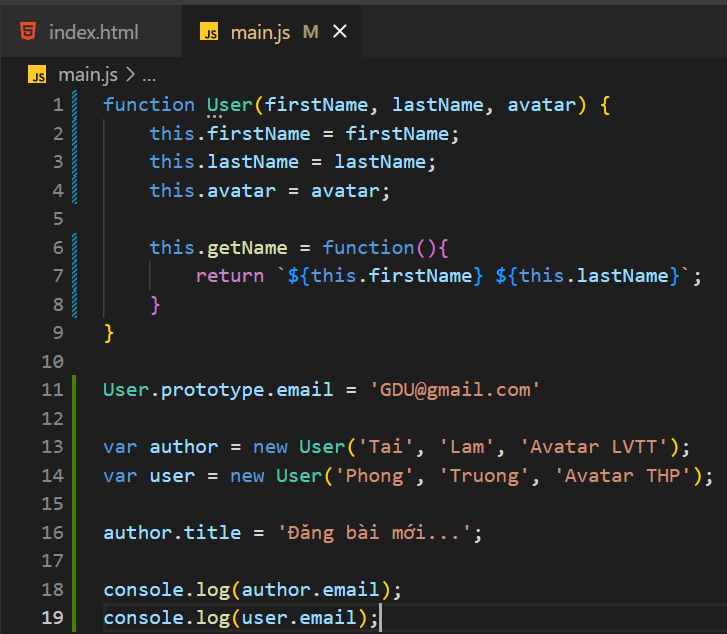 index.html
JS main.js M ×
JS main.js > ...
1 function User(firstName, lastName, avatar) {
2     this.firstName = firstName;
3     this.lastName = lastName;
4     this.avatar = avatar;
5
6     this.getName = function(){
7         return `${this.firstName} ${this.lastName}`;
8     }
9 }
10
11 User.prototype.email = 'GDU@gmail.com'
12
13 var author = new User('Tai', 'Lam', 'Avatar LVTT');
14 var user = new User('Phong', 'Truong', 'Avatar THP');
15
16 author.title = 'Đăng bài mới...';
17
18 console.log(author.email);
19 console.log(user.email);